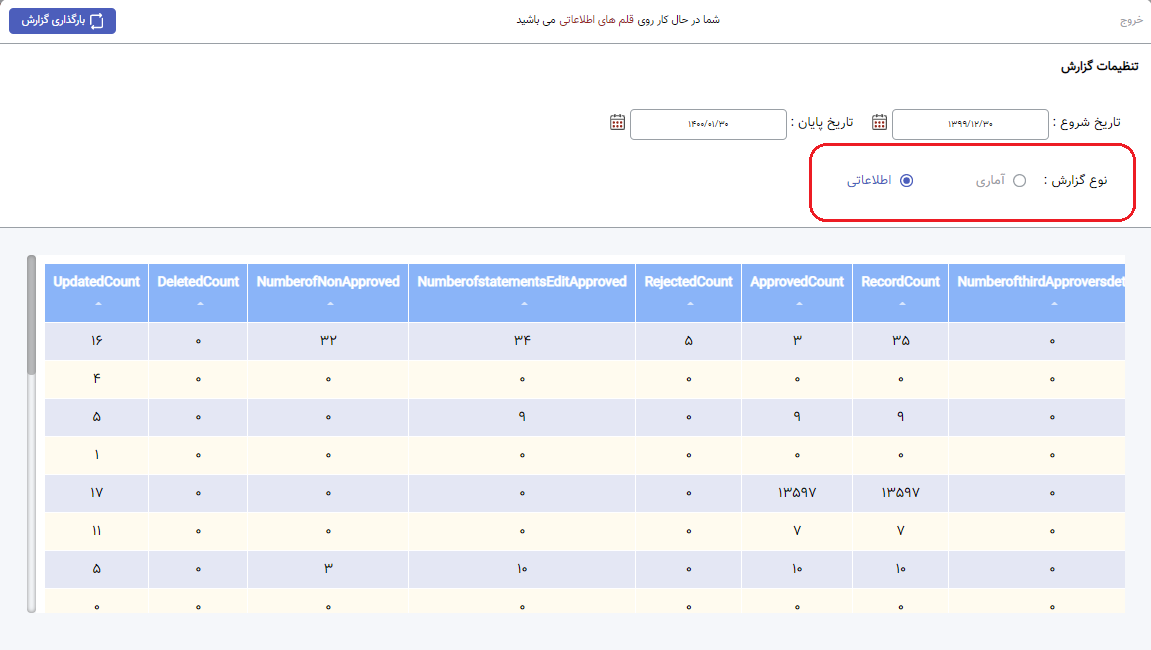 خروج
شما در حال کار روی قلم های اطلاعاتی می باشید
بارگذاری گزارش
تنظیمات گزارش
تاریخ شروع : ۱۳۹۹/۱۲/۳۰ تاریخ پایان : ۱۴۰۰/۰۱/۳۰
نوع گزارش : آماری اطلاعاتی
UpdatedCount DeletedCount NumberofNonApproved NumberofstatementsEditApproved RejectedCount ApprovedCount RecordCount NumberofthirdApproversdet
۱۶ ۰ ۳۲ ۳۴ ۵ ۳ ۳۵ ۰
۴ ۰ ۰ ۰ ۰ ۰ ۰ ۰
۵ ۰ ۰ ۹ ۰ ۹ ۹ ۰
۱ ۰ ۰ ۰ ۰ ۰ ۰ ۰
۱۷ ۰ ۰ ۰ ۰ ۱۳۵۹۷ ۱۳۵۹۷ ۰
۱۱ ۰ ۰ ۰ ۰ ۷ ۷ ۰
۵ ۰ ۳ ۱۰ ۰ ۱۰ ۱۰ ۰
۰ ۰ ۰ ۰ ۰ ۰ ۰ ۰